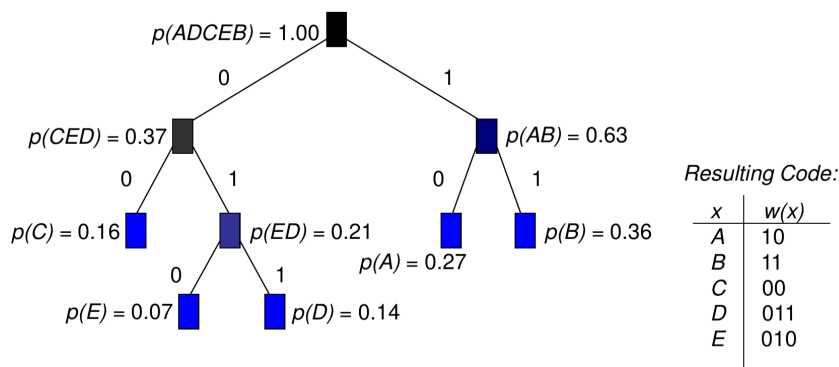 p(ADCEB) = 1.00
0
1
p(CED) = 0.37
p(AB) = 0.63
0
1
0
1
p(C) = 0.16
p(ED) = 0.21
p(B) = 0.36
p(A) = 0.27
0
1
p(E) = 0.07
p(D) = 0.14
Resulting Code:
x w(x)
A 10
B 11
C 00
D 011
E 010